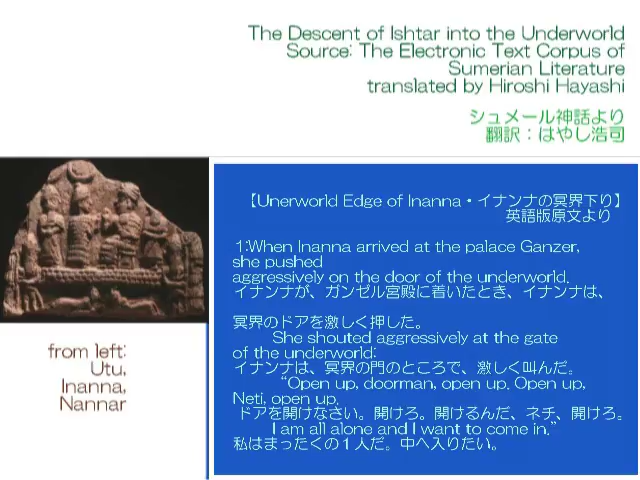 The Descent of Ishtar into the Underworld
Source: The Electronic Text Corpus of
Sumerian Literature
translated by Hiroshi Hayashi
シュメール神話より
翻訳：はやし浩司
from left:
Utu,
Inanna,
Nannar
【Unerworld Edge of Inanna・イナンナの冥界下り】
英語版原文より
1:When Inanna arrived at the palace Ganzer,
she pushed
aggressively on the door of the underworld.
イナンナが、ガンゼル宮殿に着いたとき、イナンナは、
冥界のドアを激しく押した。
She shouted aggressively at the gate
of the underworld:
イナンナは、冥界の門のところで、激しく叫んだ。
“Open up, doorman, open up. Open up,
Neti, open up.
ドアを開けなさい。開けろ。開けるんだ、ネチ、開けろ。
I am all alone and I want to come in.”
私はまったくの１人だ。中へ入りたい。